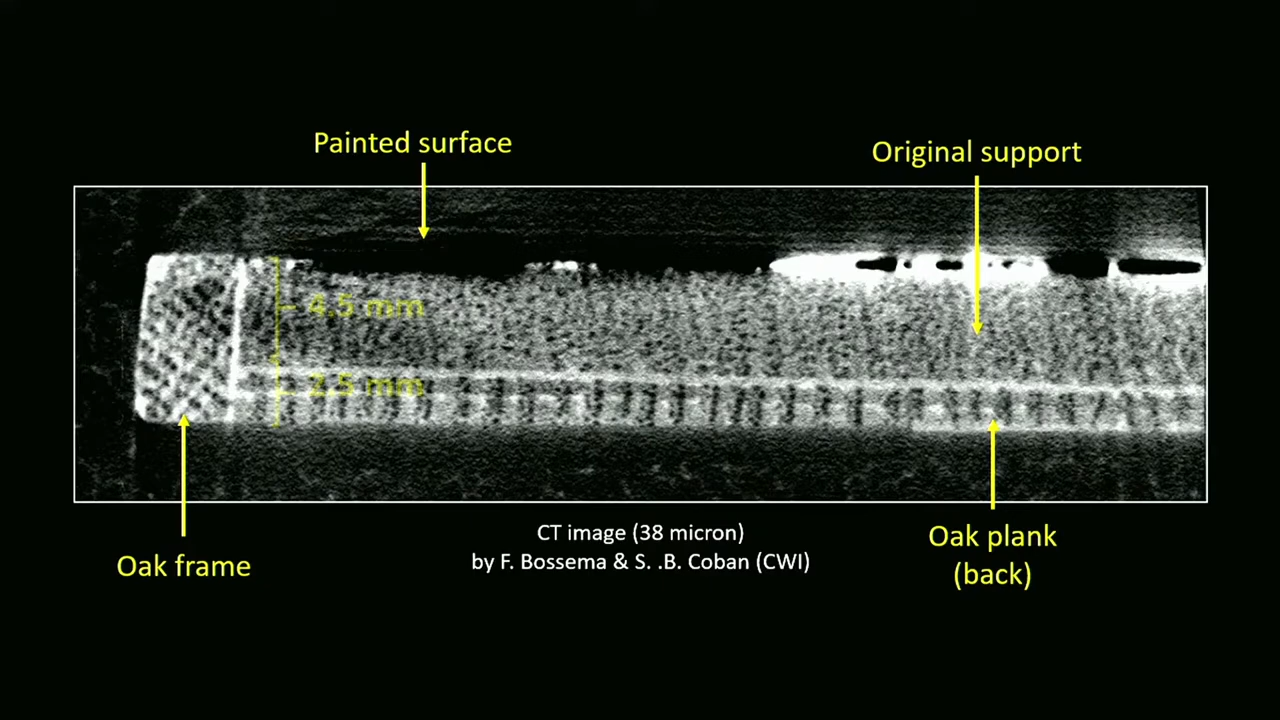 Painted surface
Original support
4.5 mm
2.5 mm
CT image (38 micron)
by F. Bossema & S. .B. Coban (CWI)
Oak frame
Oak plank
(back)